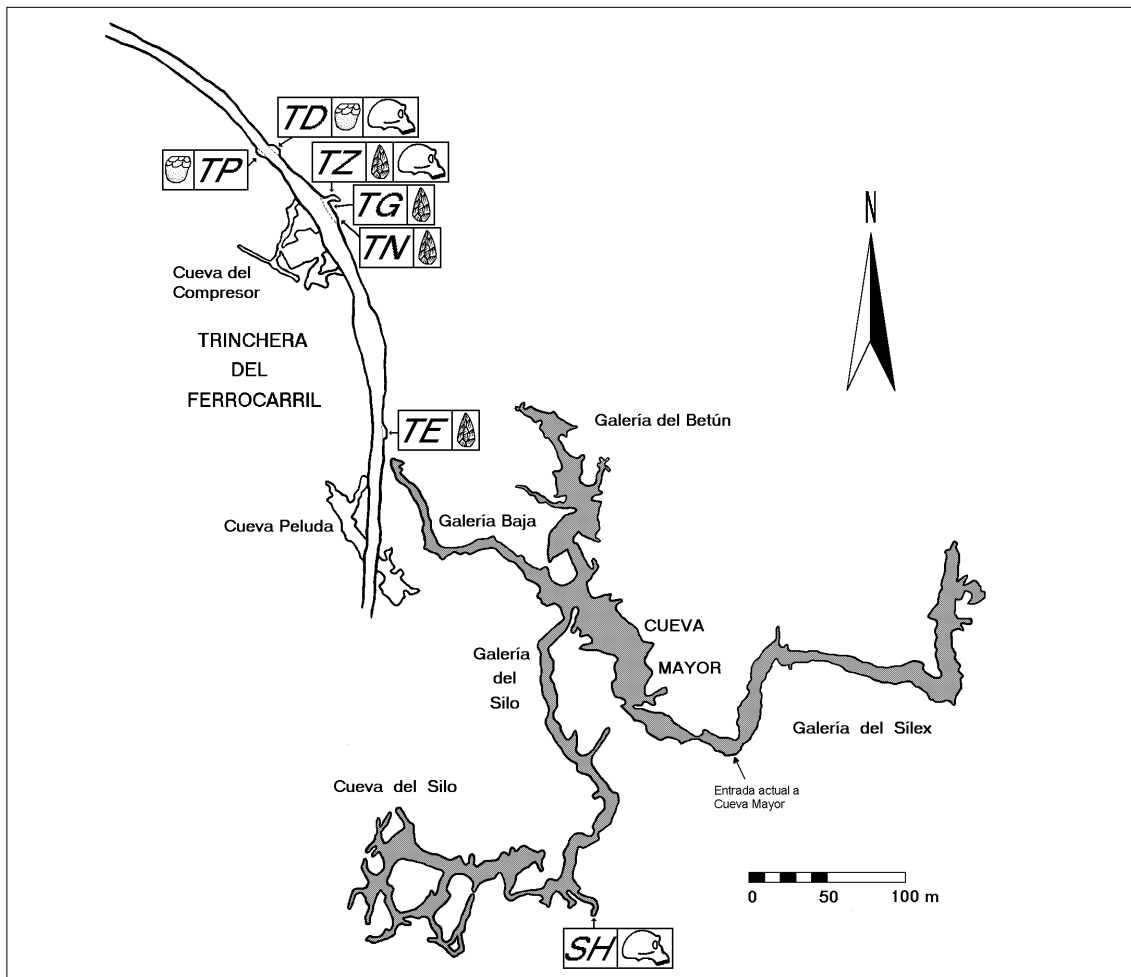 TD
TP
TZ
TG
TN
N
Cueva del
Compresor
TRINCHERA
DEL
FERROCARRIL
TE
Galería del Betún
Cueva Peluda
Galería Baja
CUEVA
MAYOR
Galería
del
Silo
Galería del Sílex
Entrada actual a
Cueva Mayor
Cueva del Silo
0 50 100 m
SH